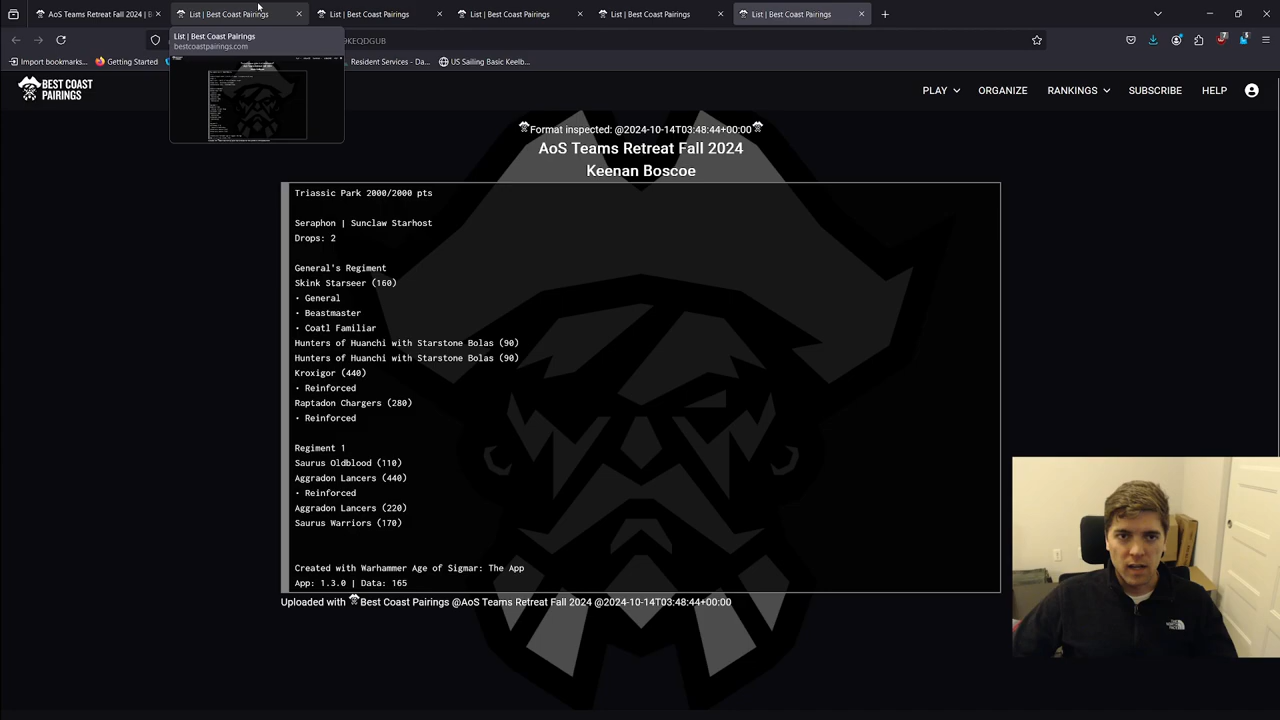 AoS Teams Retreat Fall 2024 | B
List | Best Coast Pairings
List | Best Coast Pairings
List | Best Coast Pairings
List | Best Coast Pairings
List | Best Coast Pairings
List | Best Coast Pairings
bestcoastpairings.com
9KEQDGUB
Import bookmarks...
Getting Started
Resident Services - Da...
US Sailing Basic Keelb...
BEST COAST
PAIRINGS
PLAY
ORGANIZE
RANKINGS
SUBSCRIBE
HELP
Format inspected: @2024-10-14T03:48:44+00:00
AoS Teams Retreat Fall 2024
Keenan Boscoe
Triassic Park 2000/2000 pts
Seraphon | Sunclaw Starhost
Drops: 2
General's Regiment
Skink Starseer (160)
• General
• Beastmaster
• Coatl Familiar
Hunters of Huanchi with Starstone Bolas (90)
Hunters of Huanchi with Starstone Bolas (90)
Kroxigor (440)
• Reinforced
Raptadon Chargers (280)
• Reinforced
Regiment 1
Saurus Oldblood (110)
Aggradon Lancers (440)
• Reinforced
Aggradon Lancers (220)
Saurus Warriors (170)
Created with Warhammer Age of Sigmar: The App
App: 1.3.0 | Data: 165
Uploaded with Best Coast Pairings @AoS Teams Retreat Fall 2024 @2024-10-14T03:48:44+00:00